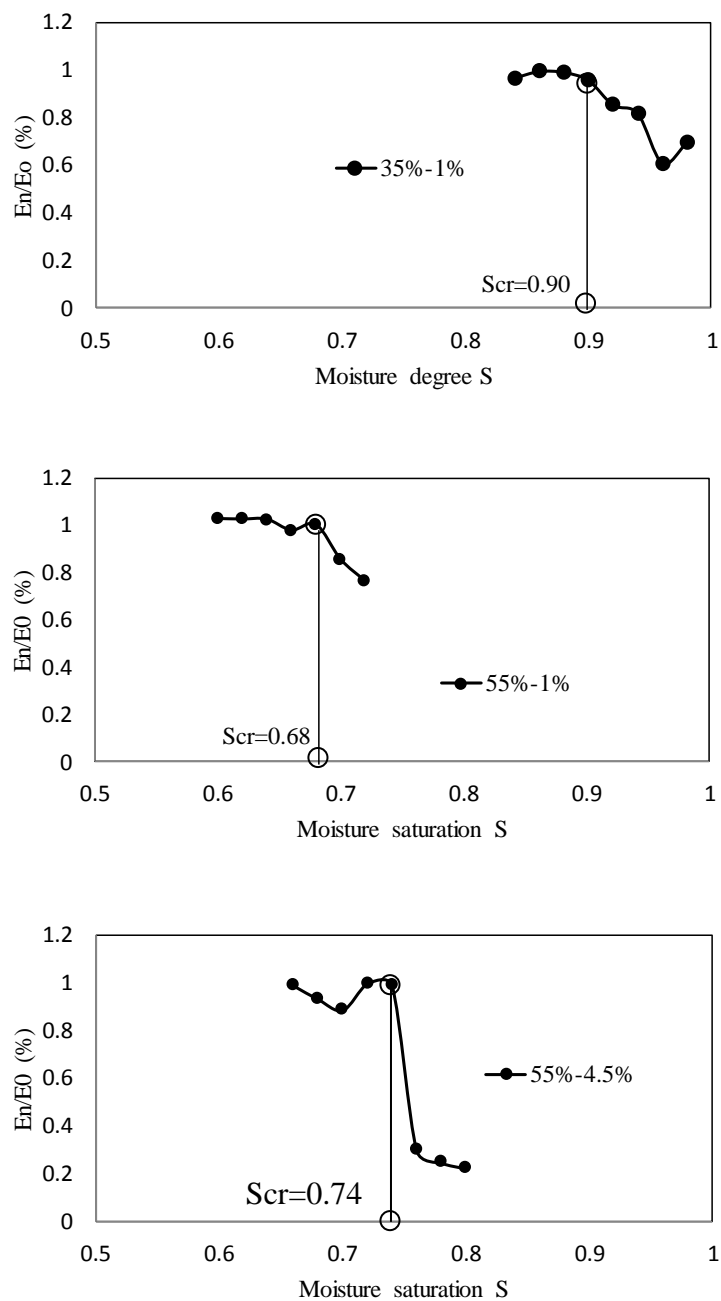 1.2
1
0.8
0.6
0.4
0.2
0
En/Eo (%)
35%-1%
Scr=0.90
0.5 0.6 0.7 0.8 0.9 1
Moisture degree S
1.2
1
0.8
0.6
0.4
0.2
0
En/E0 (%)
55%-1%
Scr=0.68
0.5 0.6 0.7 0.8 0.9 1
Moisture saturation S
1.2
1
0.8
0.6
0.4
0.2
0
En/E0 (%)
55%-4.5%
Scr=0.74
0.5 0.6 0.7 0.8 0.9 1
Moisture saturation S